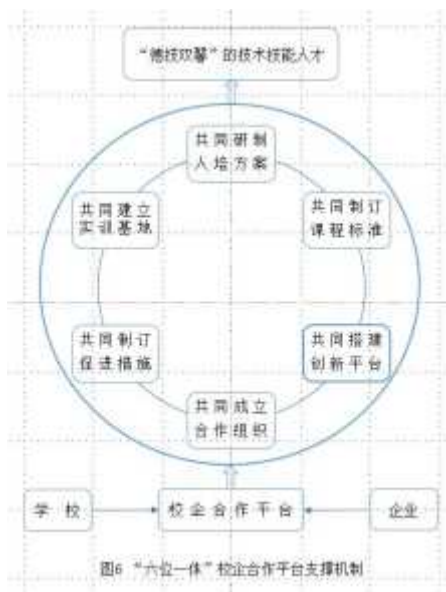 “德技双馨”的技术技能人才
共同研制
人培方案
共同建立
实训基地
共同制订
课程标准
共同制订
促进措施
共同搭建
创新平台
共同成立
合作组织
学校
校企合作平台
企业
图6 “六位一体”校企合作平台支撑机制